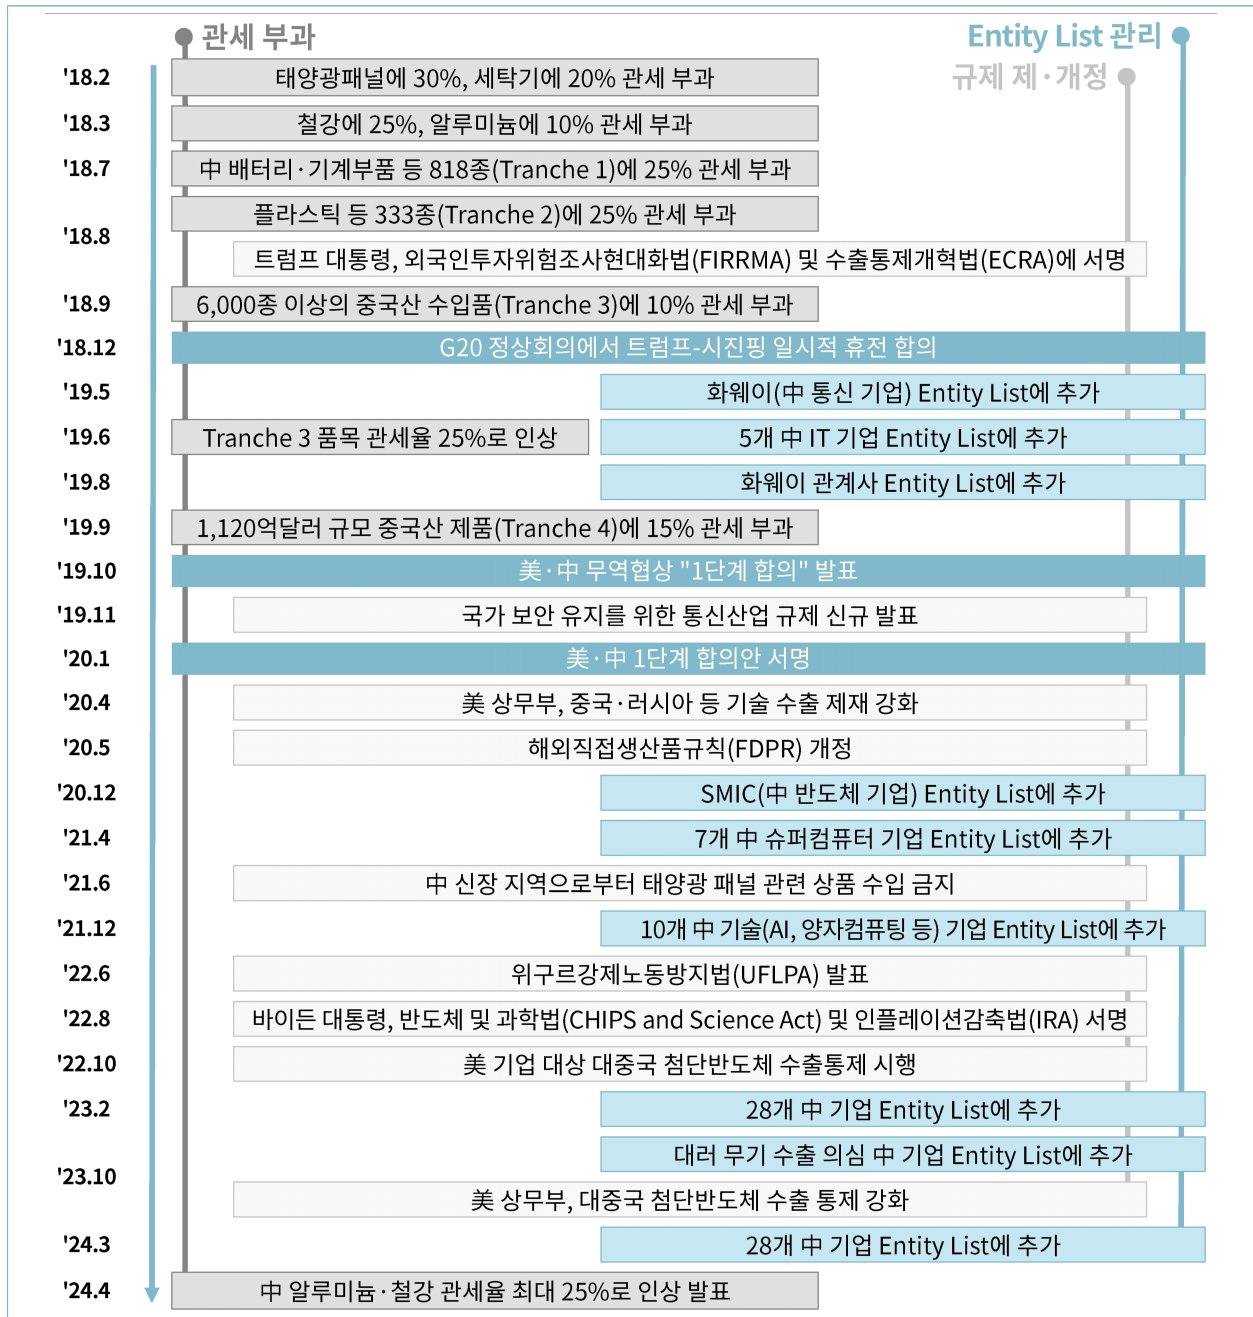 관세 부과
Entity List 관리
규제 제·개정
'18.2
태양광패널에 30%, 세탁기에 20% 관세 부과
'18.3
철강에 25%, 알루미늄에 10% 관세 부과
'18.7
中 배터리·기계부품 등 818종(Tranche 1)에 25% 관세 부과
'18.8
플라스틱 등 333종(Tranche 2)에 25% 관세 부과
트럼프 대통령, 외국인투자위험조사현대화법(FIRRMA) 및 수출통제개혁법(ECRA)에 서명
'18.9
6,000종 이상의 중국산 수입품(Tranche 3)에 10% 관세 부과
'18.12
G20 정상회의에서 트럼프-시진핑 일시적 휴전 합의
'19.5
화웨이(中 통신 기업) Entity List에 추가
'19.6
Tranche 3 품목 관세율 25%로 인상
5개 中 IT 기업 Entity List에 추가
'19.8
화웨이 관계사 Entity List에 추가
'19.9
1,120억달러 규모 중국산 제품(Tranche 4)에 15% 관세 부과
'19.10
美·中 무역협상 "1단계 합의" 발표
'19.11
국가 보안 유지를 위한 통신산업 규제 신규 발표
'20.1
美·中 1단계 합의안 서명
'20.4
美 상무부, 중국·러시아 등 기술 수출 제재 강화
'20.5
해외직접생산품규칙(FDPR) 개정
'20.12
SMIC(中 반도체 기업) Entity List에 추가
'21.4
7개 中 슈퍼컴퓨터 기업 Entity List에 추가
'21.6
中 신장 지역으로부터 태양광 패널 관련 상품 수입 금지
'21.12
10개 中 기술(AI, 양자컴퓨팅 등) 기업 Entity List에 추가
'22.6
위구르강제노동방지법(UFLPA) 발표
'22.8
바이든 대통령, 반도체 및 과학법(CHIPS and Science Act) 및 인플레이션감축법(IRA) 서명
'22.10
美 기업 대상 대중국 첨단반도체 수출통제 시행
'23.2
28개 中 기업 Entity List에 추가
'23.10
대러 무기 수출 의심 中 기업 Entity List에 추가
美 상무부, 대중국 첨단반도체 수출 통제 강화
'24.3
28개 中 기업 Entity List에 추가
'24.4
中 알루미늄·철강 관세율 최대 25%로 인상 발표